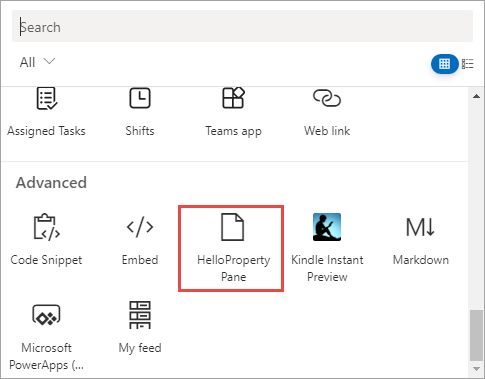 Search
All
Assigned Tasks
Shifts
Teams app
Web link
Advanced
Code Snippet
Embed
HelloProperty
Pane
Kindle Instant
Preview
M
Markdown
Microsoft
PowerApps (...
My feed